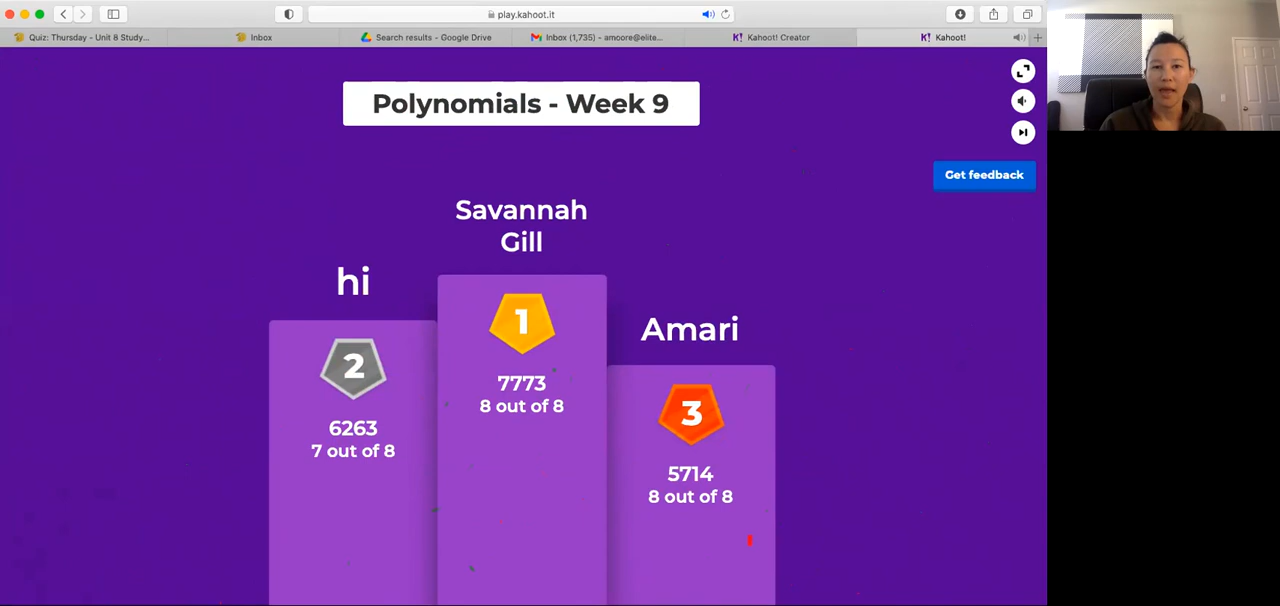 play.kahoot.it
Quiz: Thursday - Unit 8 Study...
Inbox
Search results - Google Drive
Inbox (1,735) - amoore@elite...
K! Kahoot! Creator
K! Kahoot!
Polynomials - Week 9
Get feedback
Savannah
Gill
hi
Amari
1
7773
8 out of 8
2
6263
7 out of 8
3
5714
8 out of 8